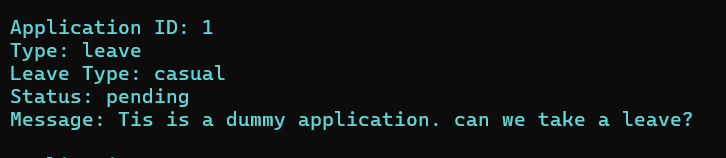 Application ID: 1
Type: leave
Leave Type: casual
Status: pending
Message: Tis is a dummy application. can we take a leave?